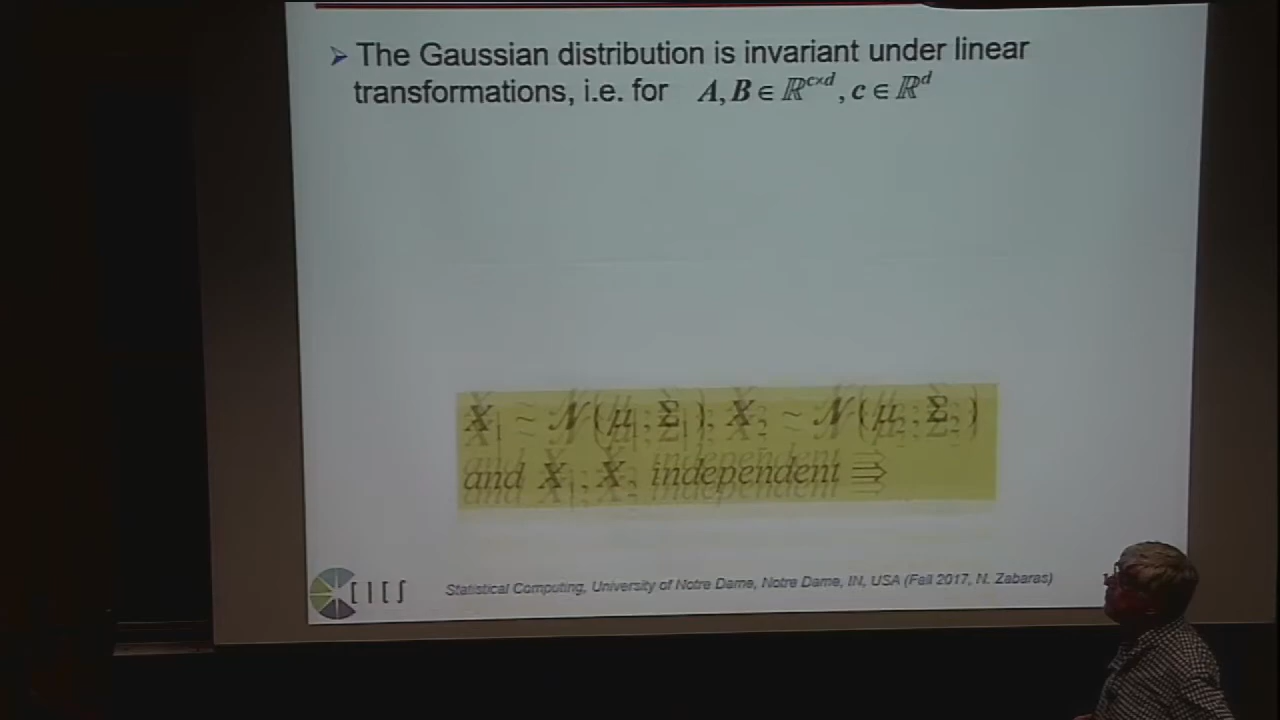 ➢ The Gaussian distribution is invariant under linear
transformations, i.e. for A, B ∈ ℝ^{c×d}, c ∈ ℝ^d
X₁ ~ 𝒩(μ₁, Σ₁), X₂ ~ 𝒩(μ₂, Σ₂)
and X₁, X₂ independent ⇒
CICS
Statistical Computing, University of Notre Dame, Notre Dame, IN, USA (Fall 2017, N. Zabaras)